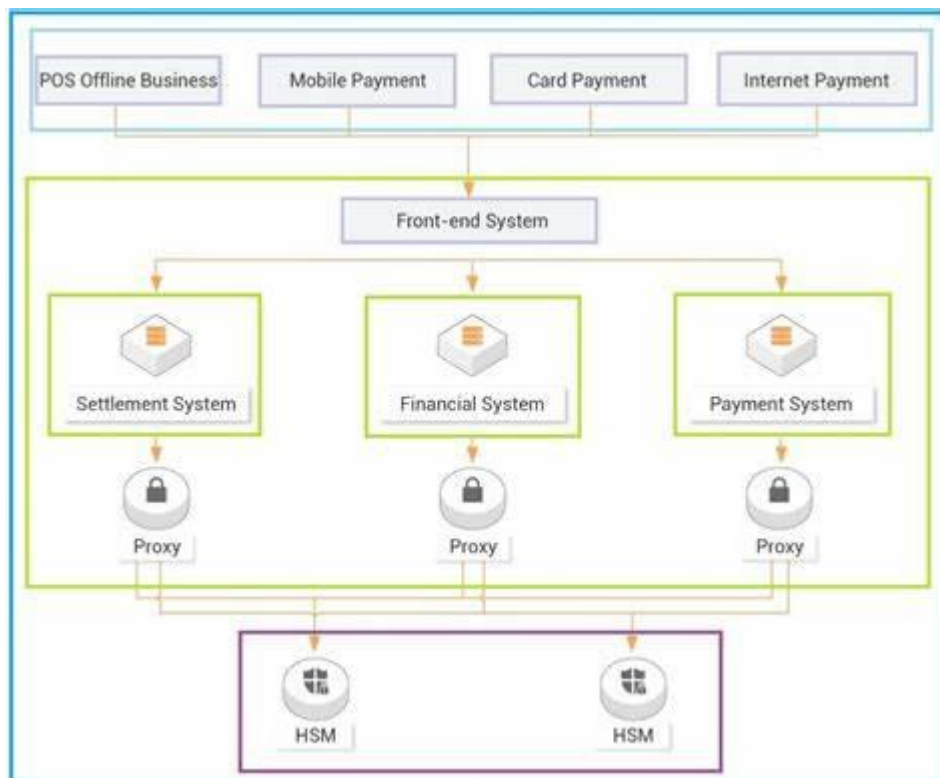 POS Offline Business
Mobile Payment
Card Payment
Internet Payment
Front-end System
Settlement System
Financial System
Payment System
Proxy
Proxy
Proxy
HSM
HSM